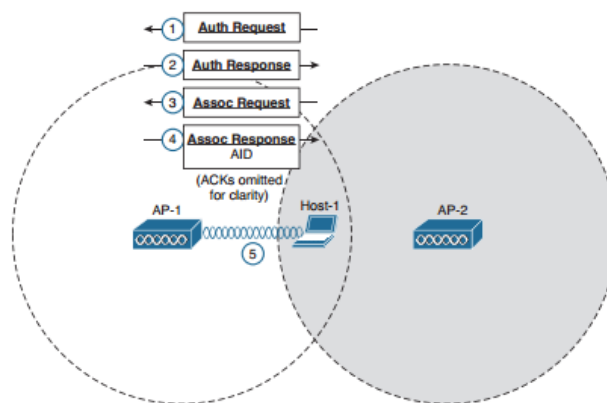 1 Auth Request
2 Auth Response
3 Assoc Request
4 Assoc Response
AID
(ACKs omitted
for clarity)
AP-1
Host-1
AP-2
5